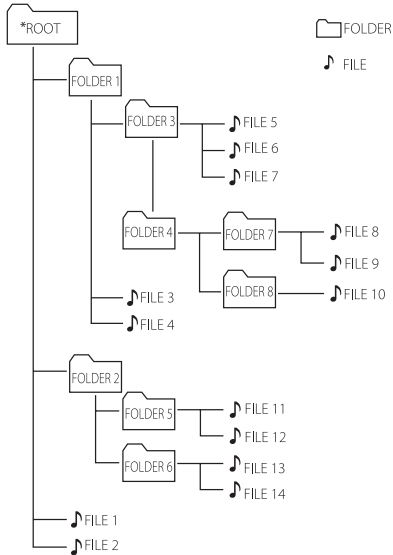 *ROOT
FOLDER
FILE
FOLDER 1
FOLDER 3
FILE 5
FILE 6
FILE 7
FOLDER 4
FOLDER 7
FILE 8
FILE 9
FOLDER 8
FILE 10
FILE 3
FILE 4
FOLDER 2
FOLDER 5
FILE 11
FILE 12
FOLDER 6
FILE 13
FILE 14
FILE 1
FILE 2